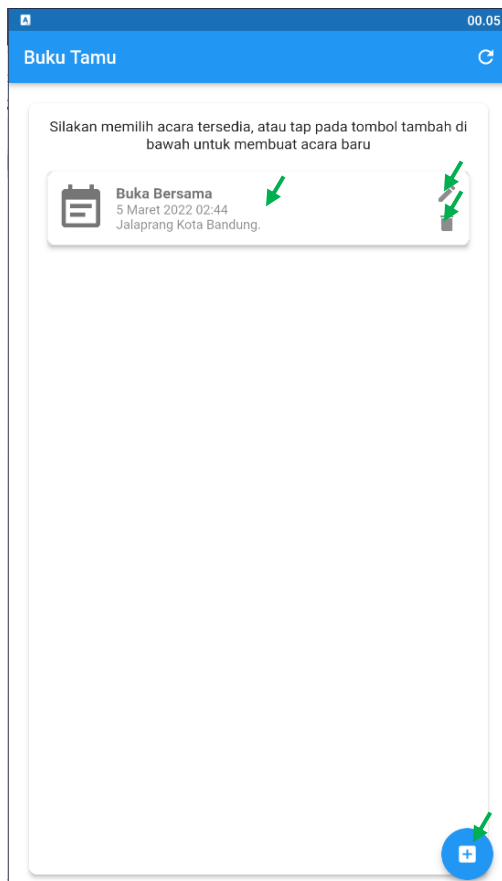 A
00.05
Buku Tamu
Silakan memilih acara tersedia, atau tap pada tombol tambah di
bawah untuk membuat acara baru
Buka Bersama
5 Maret 2022 02:44
Jalaprang Kota Bandung.